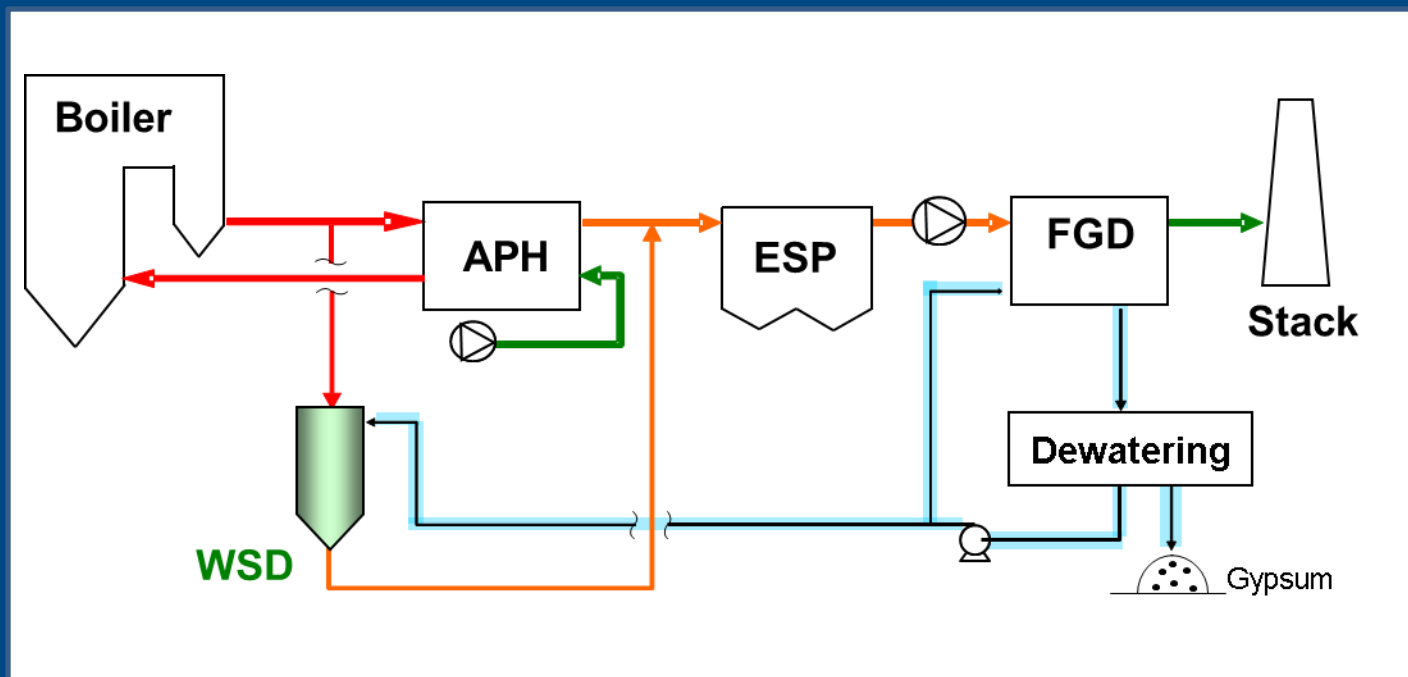 Boiler
APH
ESP
FGD
Stack
Dewatering
WSD
Gypsum